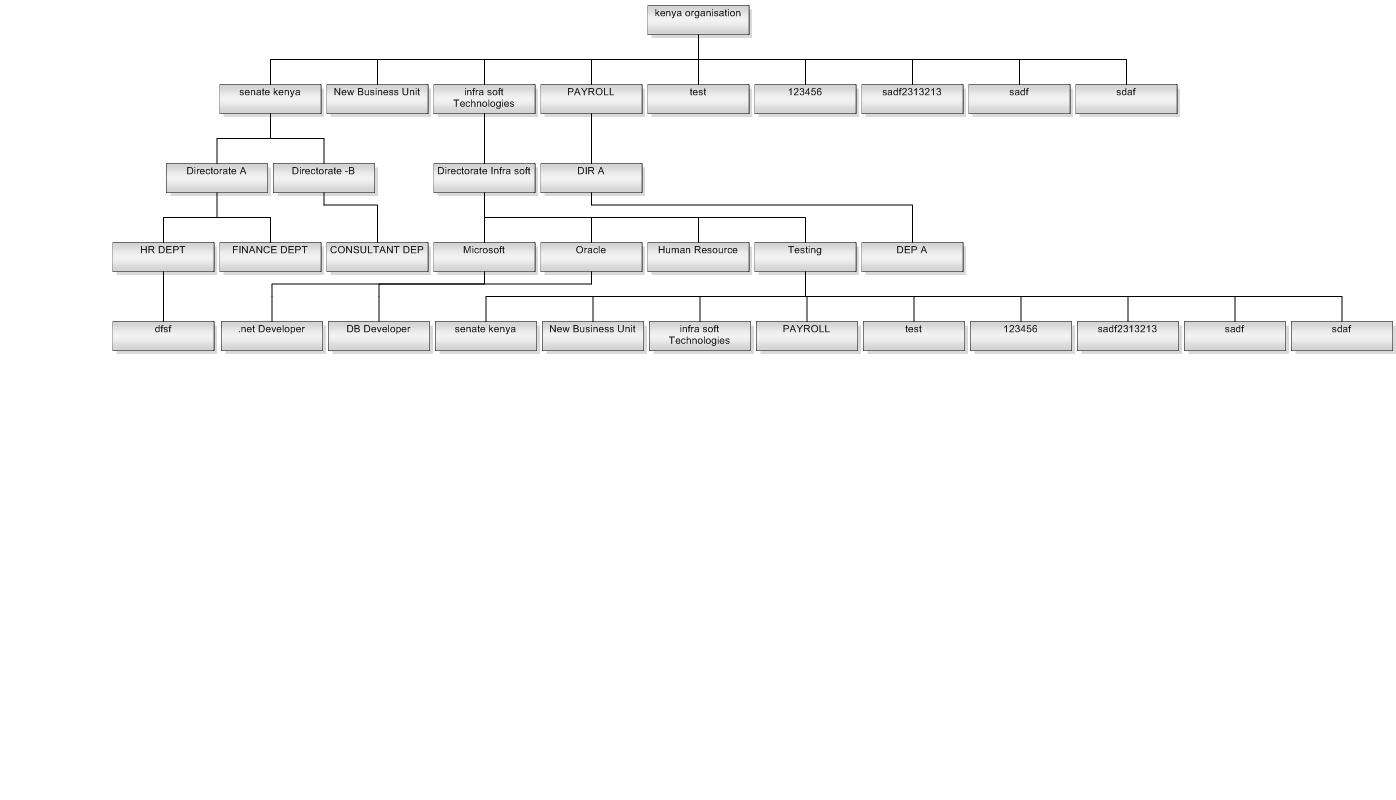 kenya organisation
senate kenya
New Business Unit
infra soft
Technologies
PAYROLL
test
123456
sadf2313213
sadf
sdaf
Directorate A
Directorate -B
Directorate Infra soft
DIR A
HR DEPT
FINANCE DEPT
CONSULTANT DEP
Microsoft
Oracle
Human Resource
Testing
DEP A
dfsf
.net Developer
DB Developer
senate kenya
New Business Unit
infra soft
Technologies
PAYROLL
test
123456
sadf2313213
sadf
sdaf